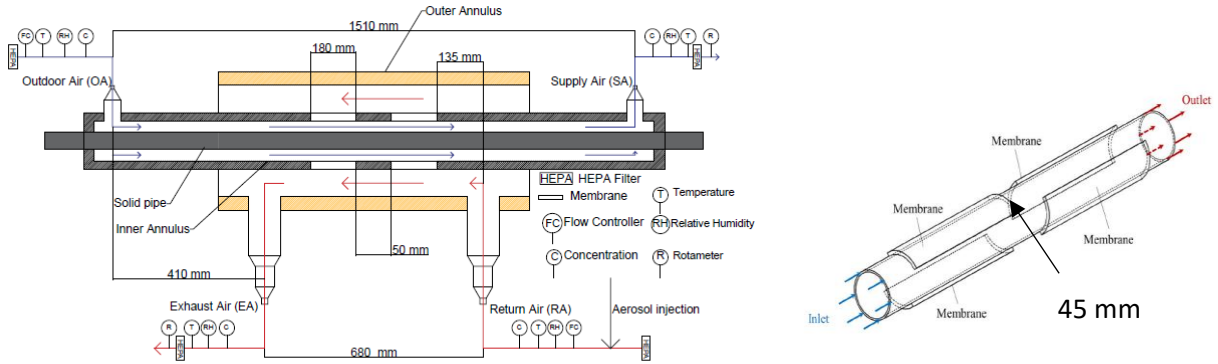 Outer Annulus
1510 mm
FC T RH C
C RH T R
HEPA
HEPA
180 mm
135 mm
Outdoor Air (OA)
Supply Air (SA)
Outlet
Membrane
HEPA HEPA Filter
Membrane
T Temperature
Solid pipe
Inner Annulus
FC Flow Controller
RH Relative Humidity
Membrane
Membrane
50 mm
C Concentration
R Rotameter
410 mm
Exhaust Air (EA)
Return Air (RA)
Aerosol injection
Inlet
Membrane
45 mm
R T RH C
C T RH FC
HEPA
HEPA
680 mm